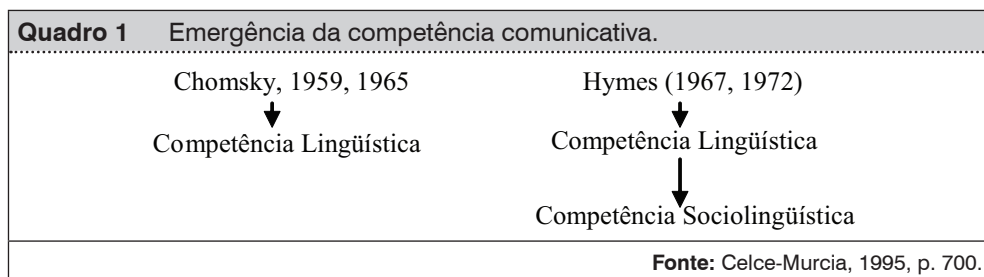 Quadro 1 Emergência da competência comunicativa.
Chomsky, 1959, 1965 Hymes (1967, 1972)
Competência Lingüística Competência Lingüística
Competência Sociolingüística
Fonte: Celce-Murcia, 1995, p. 700.